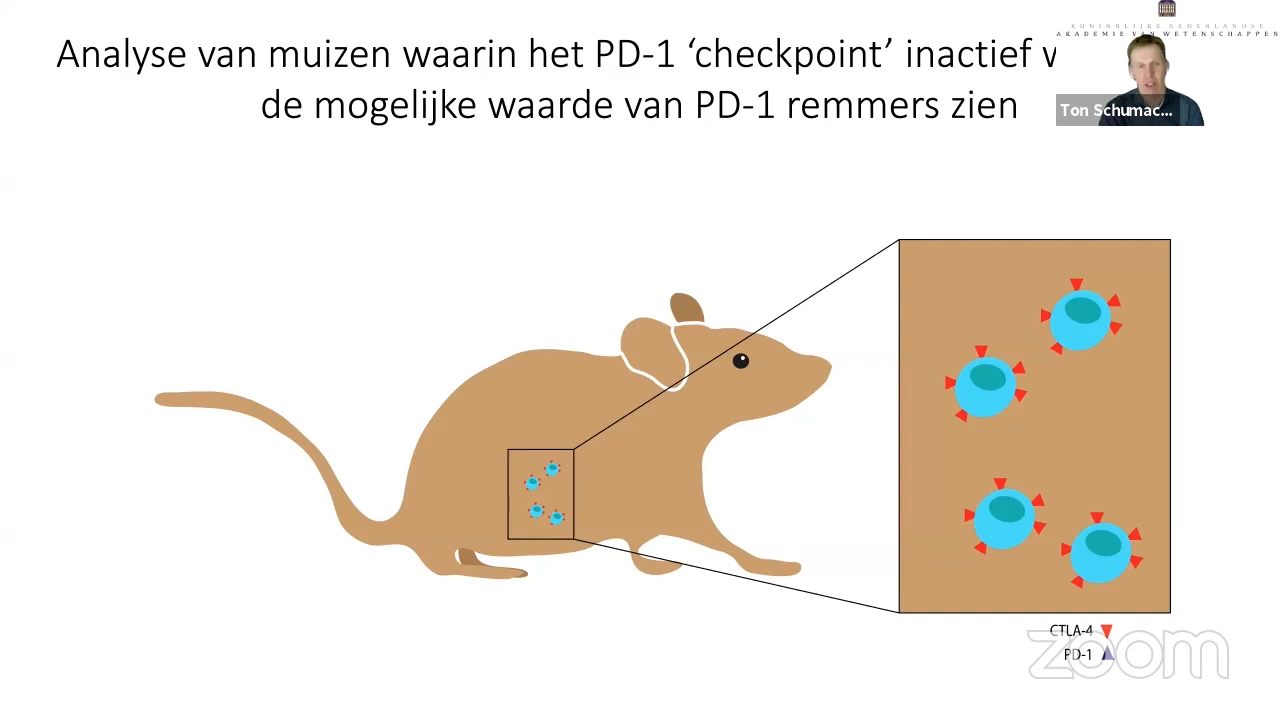 Analyse van muizen waarin het PD-1 ‘checkpoint’ inactief
de mogelijke waarde van PD-1 remmers zien
KONINKLIJKE NEDERLANDSE
AKADEMIE VAN WETENSCHAPPEN
Ton Schumac...
CTLA-4
PD-1
zoom